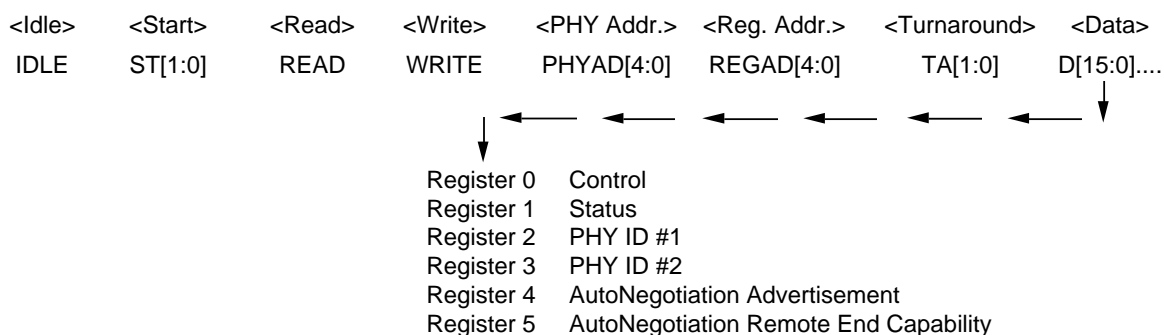 <Idle> <Start> <Read> <Write> <PHY Addr.> <Reg. Addr.> <Turnaround> <Data>
IDLE ST[1:0] READ WRITE PHYAD[4:0] REGAD[4:0] TA[1:0] D[15:0]....
Register 0 Control
Register 1 Status
Register 2 PHY ID #1
Register 3 PHY ID #2
Register 4 AutoNegotiation Advertisement
Register 5 AutoNegotiation Remote End Capability